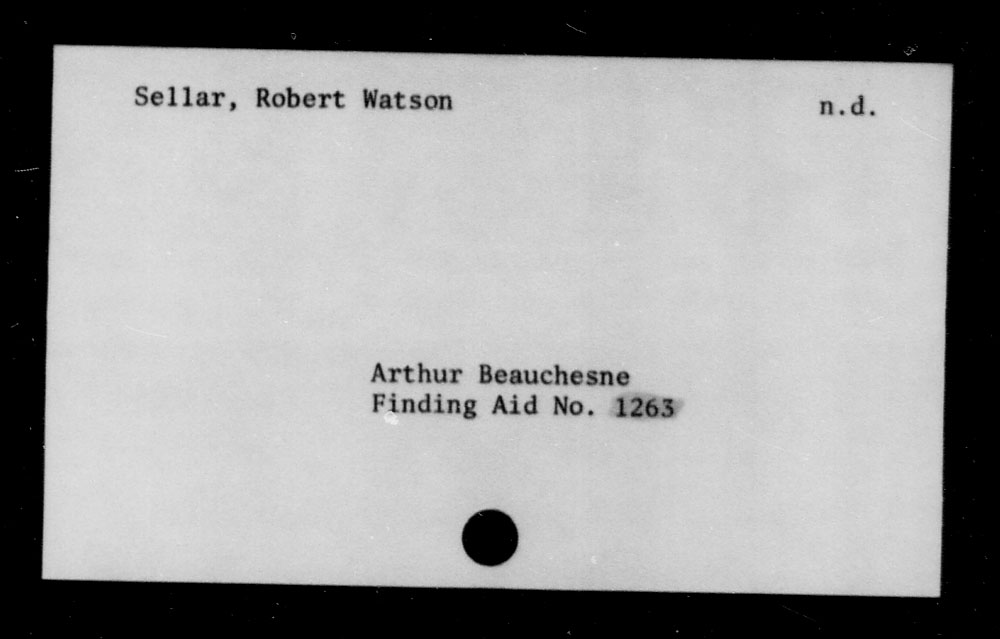 Sellar, Robert Watson n.d.
Arthur Beauchesne
Finding Aid No. 1263